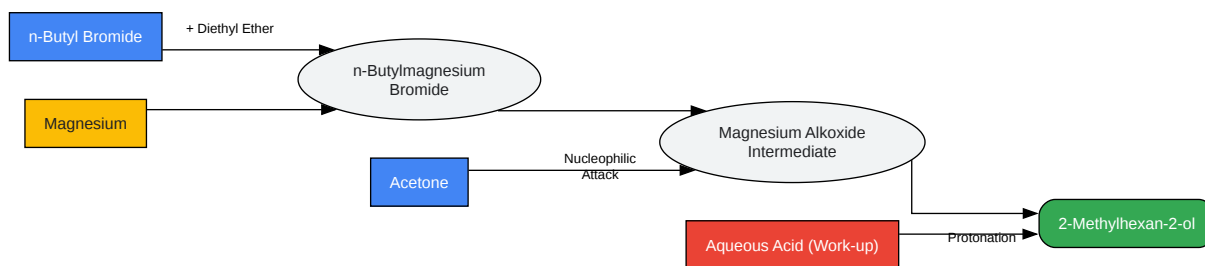 n-Butyl Bromide
+ Diethyl Ether
n-Butylmagnesium
Bromide
Magnesium
Magnesium Alkoxide
Intermediate
Nucleophilic
Attack
Acetone
2-Methylhexan-2-ol
Aqueous Acid (Work-up)
Protonation